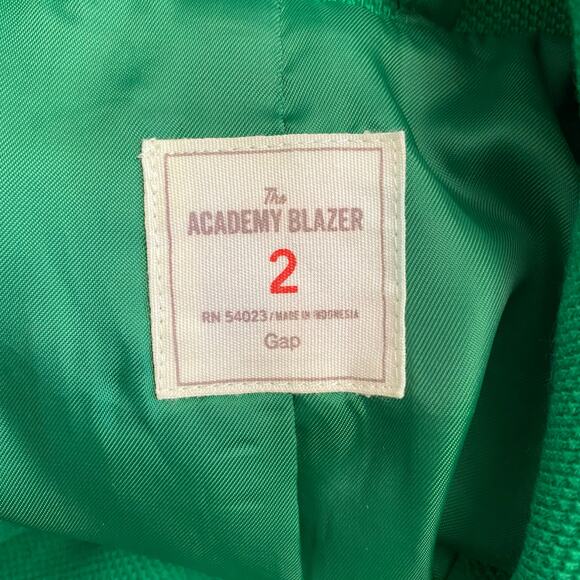 The
ACADEMY BLAZER
2
RN 54023 / MADE IN INDONESIA
Gap